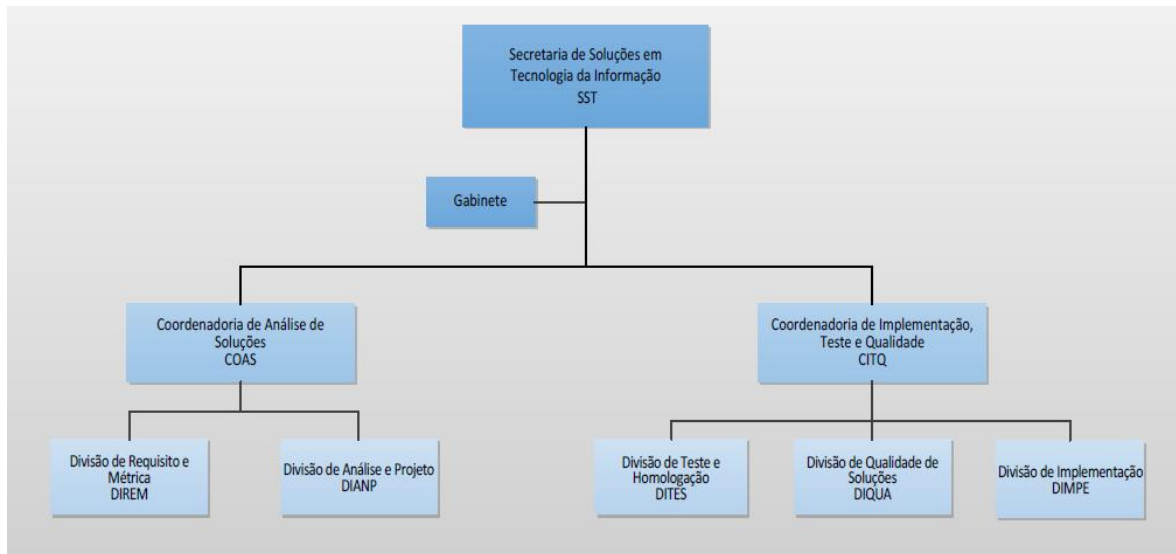 Secretaria de Soluções em
Tecnologia da Informação
SST
Gabinete
Coordenadoria de Análise de
Soluções
COAS
Coordenadoria de Implementação,
Teste e Qualidade
CITQ
Divisão de Requisito e
Métrica
DIREM
Divisão de Análise e Projeto
DIANP
Divisão de Teste e
Homologação
DITES
Divisão de Qualidade de
Soluções
DIQUA
Divisão de Implementação
DIMPE